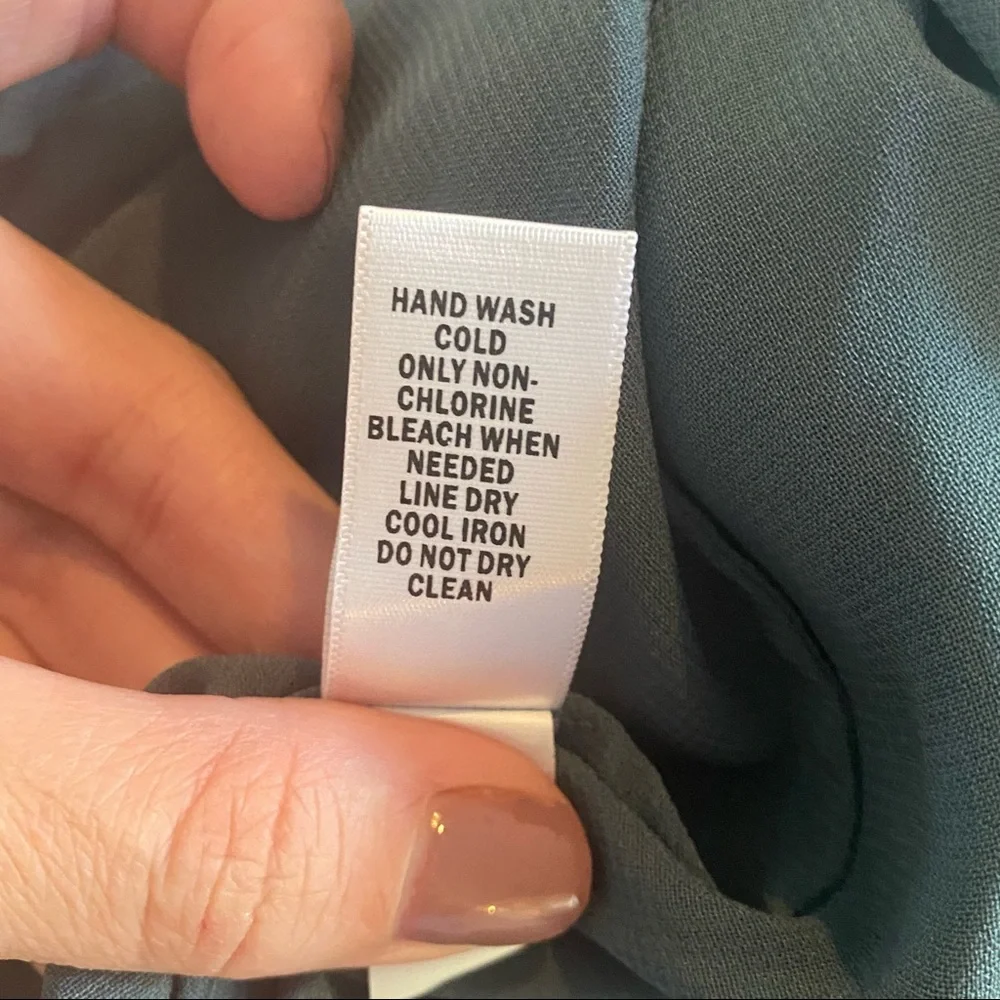 HAND WASH
COLD
ONLY NON-
CHLORINE
BLEACH WHEN
NEEDED
LINE DRY
COOL IRON
DO NOT DRY
CLEAN